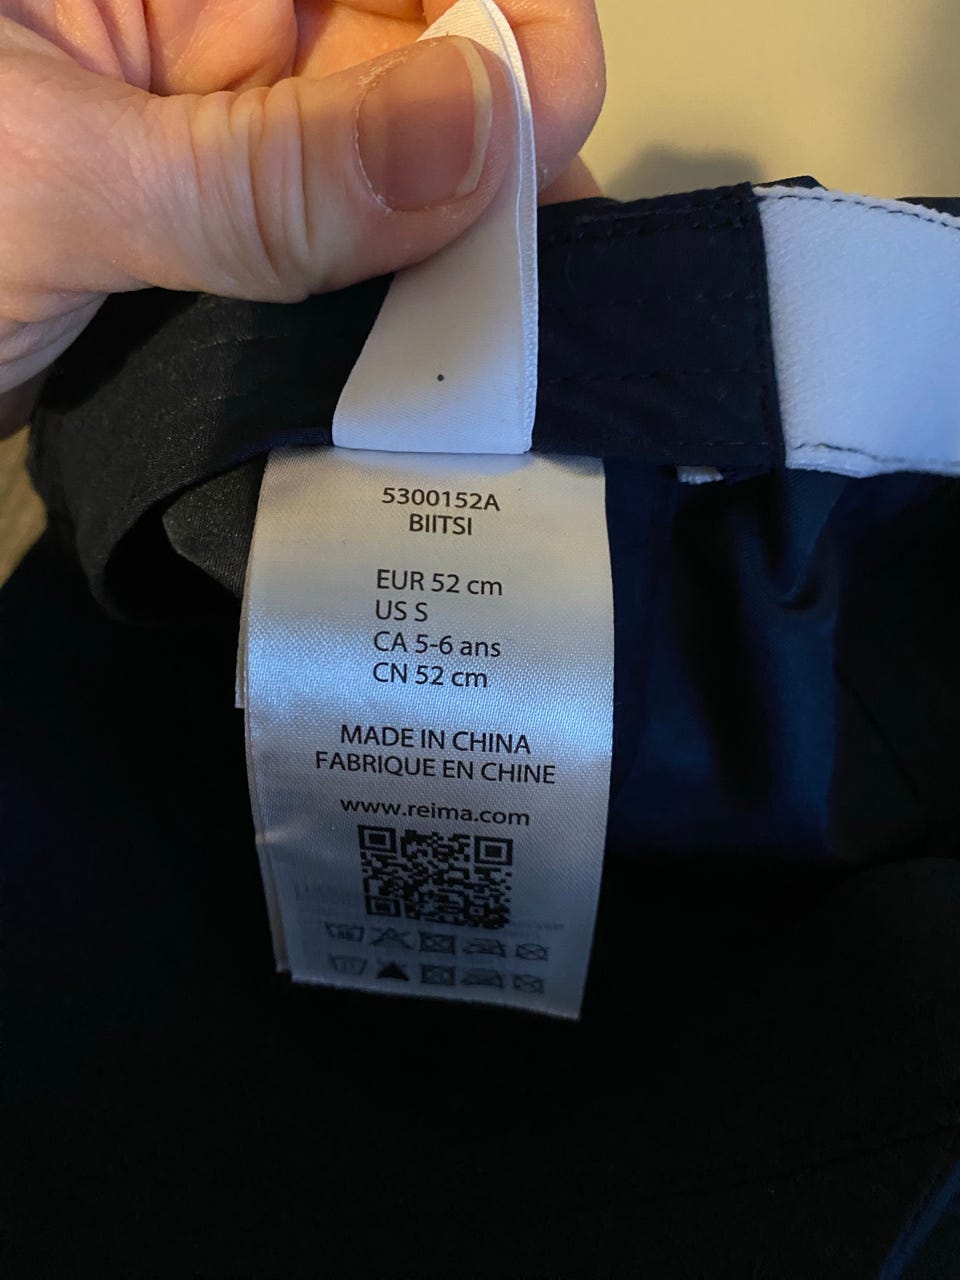 5300152A
BIITSI
EUR 52 cm
US S
CA 5-6 ans
CN 52 cm
MADE IN CHINA
FABRIQUE EN CHINE
www.reima.com